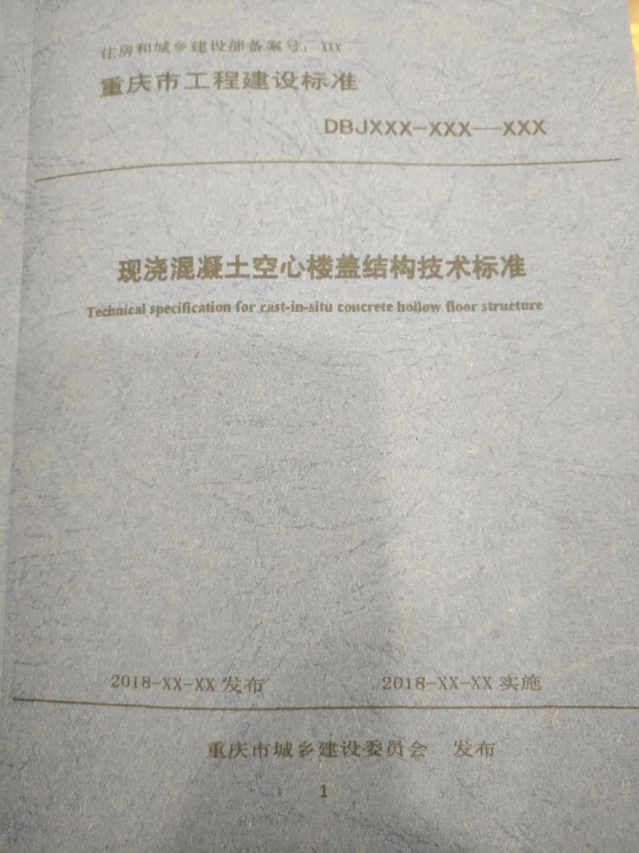 住房和城乡建设部备案号：XXX
重庆市工程建设标准
DBJXXX-XXX—XXX
现浇混凝土空心楼盖结构技术标准
Technical specification for cast-in-situ concrete hollow floor structure
2018-XX-XX 发布 2018-XX-XX 实施
重庆市城乡建设委员会 发布
1